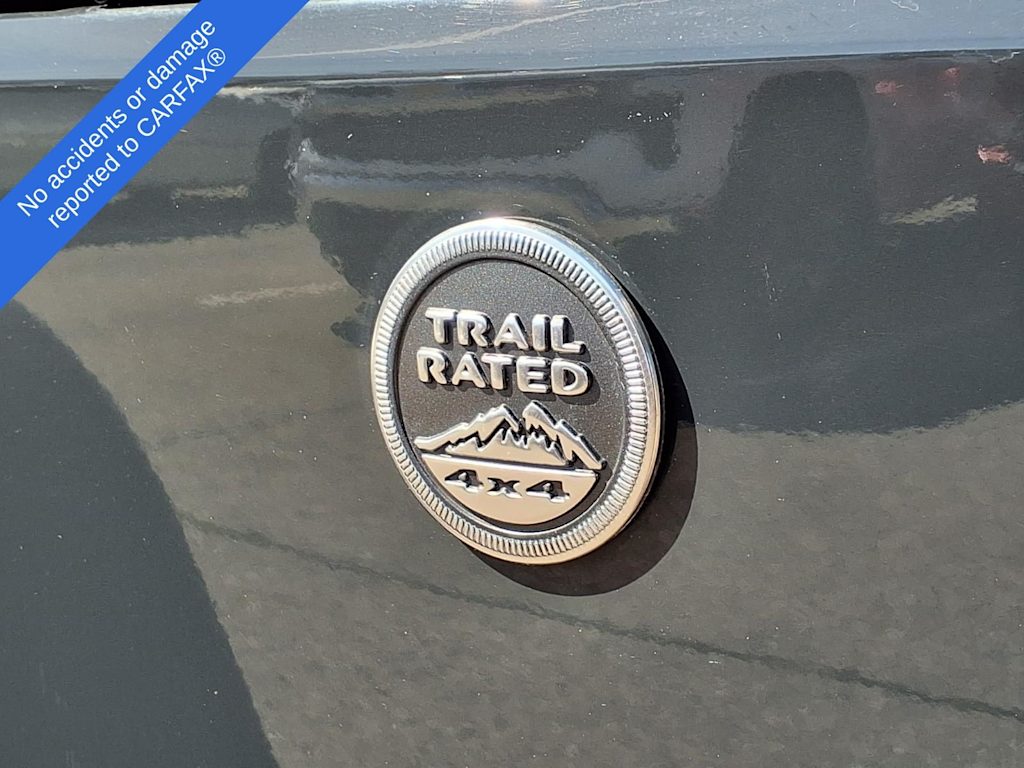 No accidents or damage
reported to CARFAX®
TRAIL
RATED
4x4